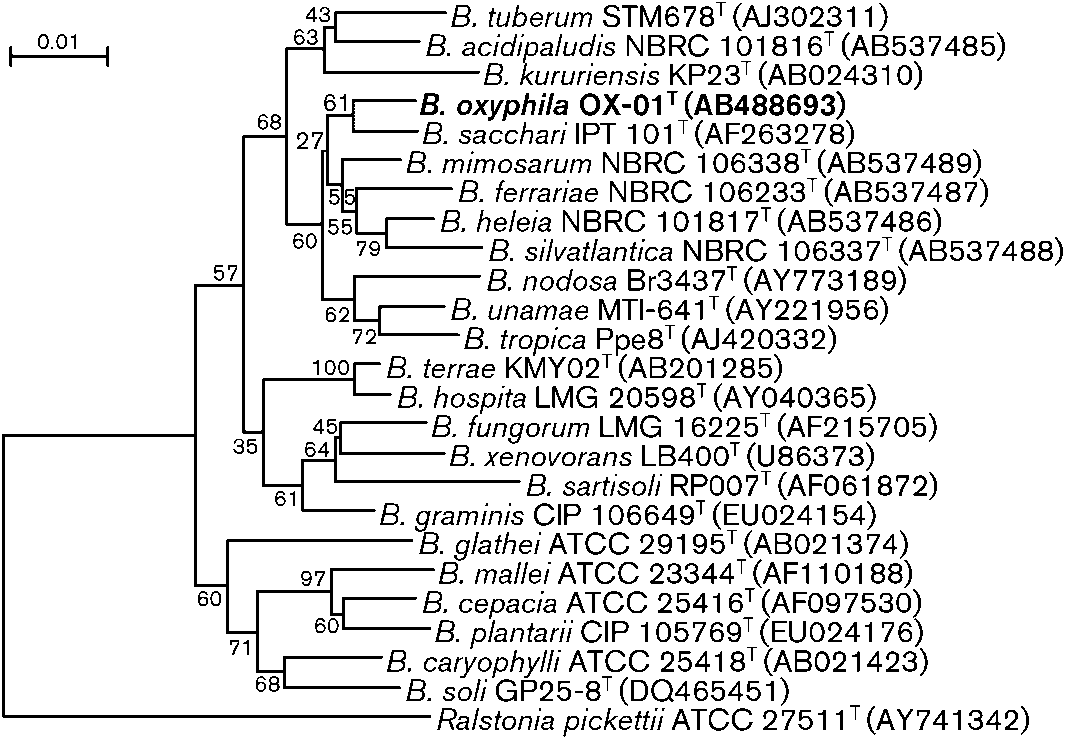 0.01
43
B. tuberum STM678ᵀ (AJ302311)
63
B. acidipaludis NBRC 101816ᵀ (AB537485)
B. kururiensis KP23ᵀ (AB024310)
68
61
B. oxyphila OX-01ᵀ (AB488693)
27
B. sacchari IPT 101ᵀ (AF263278)
B. mimosarum NBRC 106338ᵀ (AB537489)
55
B. ferrariae NBRC 106233ᵀ (AB537487)
55
B. heleia NBRC 101817ᵀ (AB537486)
60
79
B. silvatlantica NBRC 106337ᵀ (AB537488)
57
B. nodosa Br3437ᵀ (AY773189)
62
B. unamae MTI-641ᵀ (AY221956)
72
B. tropica Ppe8ᵀ (AJ420332)
100
B. terrae KMY02ᵀ (AB201285)
B. hospita LMG 20598ᵀ (AY040365)
35
45
B. fungorum LMG 16225ᵀ (AF215705)
64
B. xenovorans LB400ᵀ (U86373)
B. sartisoli RP007ᵀ (AF061872)
61
B. graminis CIP 106649ᵀ (EU024154)
B. glathei ATCC 29195ᵀ (AB021374)
60
97
B. mallei ATCC 23344ᵀ (AF110188)
B. cepacia ATCC 25416ᵀ (AF097530)
60
B. plantarii CIP 105769ᵀ (EU024176)
71
B. caryophylli ATCC 25418ᵀ (AB021423)
68
B. soli GP25-8ᵀ (DQ465451)
Ralstonia pickettii ATCC 27511ᵀ (AY741342)